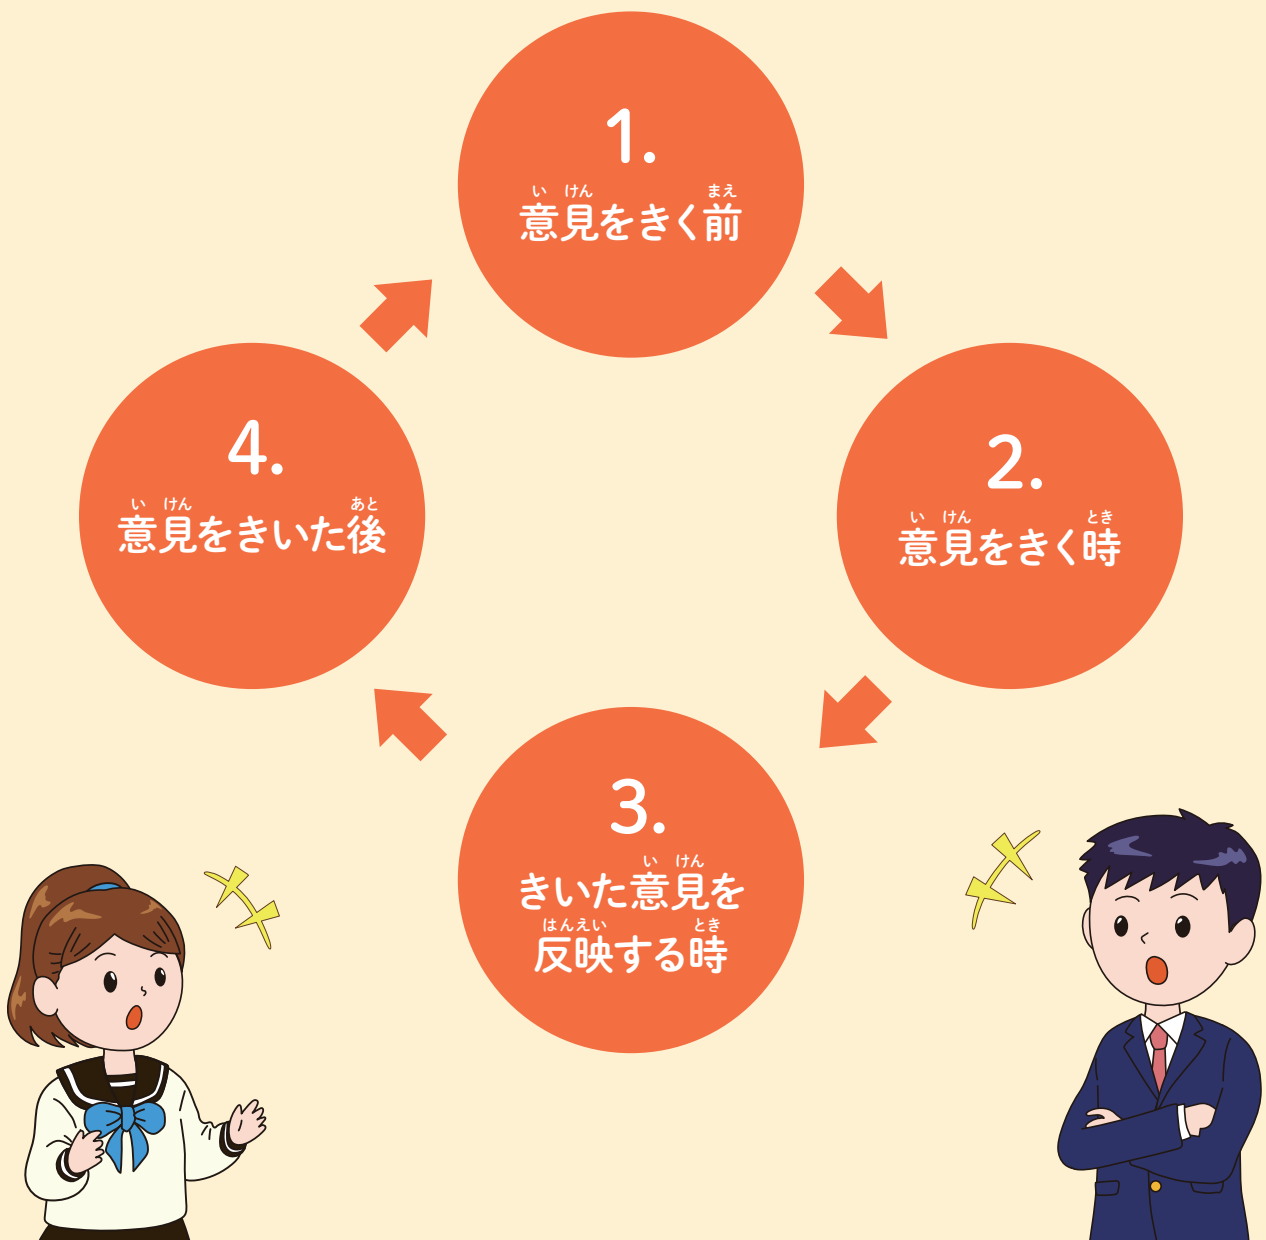 1.
い けん まえ
意見をきく前
2.
い けん とき
意見をきく時
3.
い けん
きいた意見を
はんえい とき
反映する時
4.
い けん あと
意見をきいた後